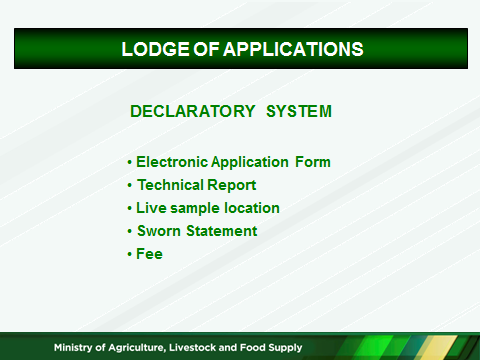 LODGE OF APPLICATIONS
DECLARATORY SYSTEM
• Electronic Application Form
• Technical Report
• Live sample location
• Sworn Statement
• Fee
Ministry of Agriculture, Livestock and Food Supply